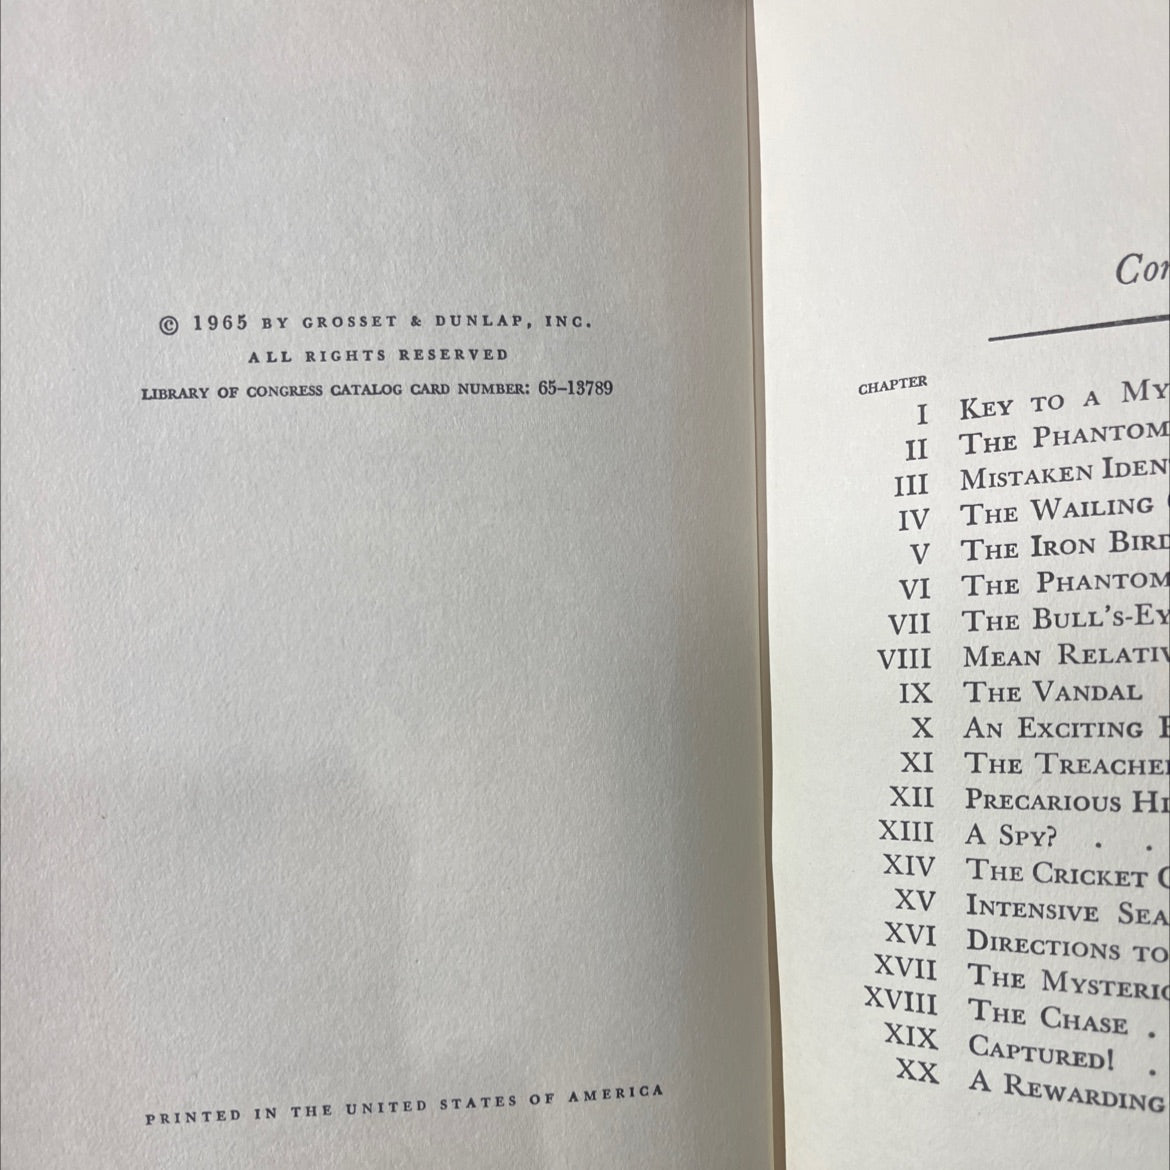 © 1965 BY GROSSET & DUNLAP, INC.
ALL RIGHTS RESERVED
LIBRARY OF CONGRESS CATALOG CARD NUMBER: 65–13789
PRINTED IN THE UNITED STATES OF AMERICA
Con
CHAPTER
I KEY TO A MY
II THE PHANTOM
III MISTAKEN IDEN
IV THE WAILING
V THE IRON BIRD
VI THE PHANTOM
VII THE BULL'S-EY
VIII MEAN RELATIV
IX THE VANDAL
X AN EXCITING
XI THE TREACHER
XII PRECARIOUS HI
XIII A SPY? . .
XIV THE CRICKET
XV INTENSIVE SEA
XVI DIRECTIONS TO
XVII THE MYSTERIO
XVIII THE CHASE .
XIX CAPTURED! .
XX A REWARDING